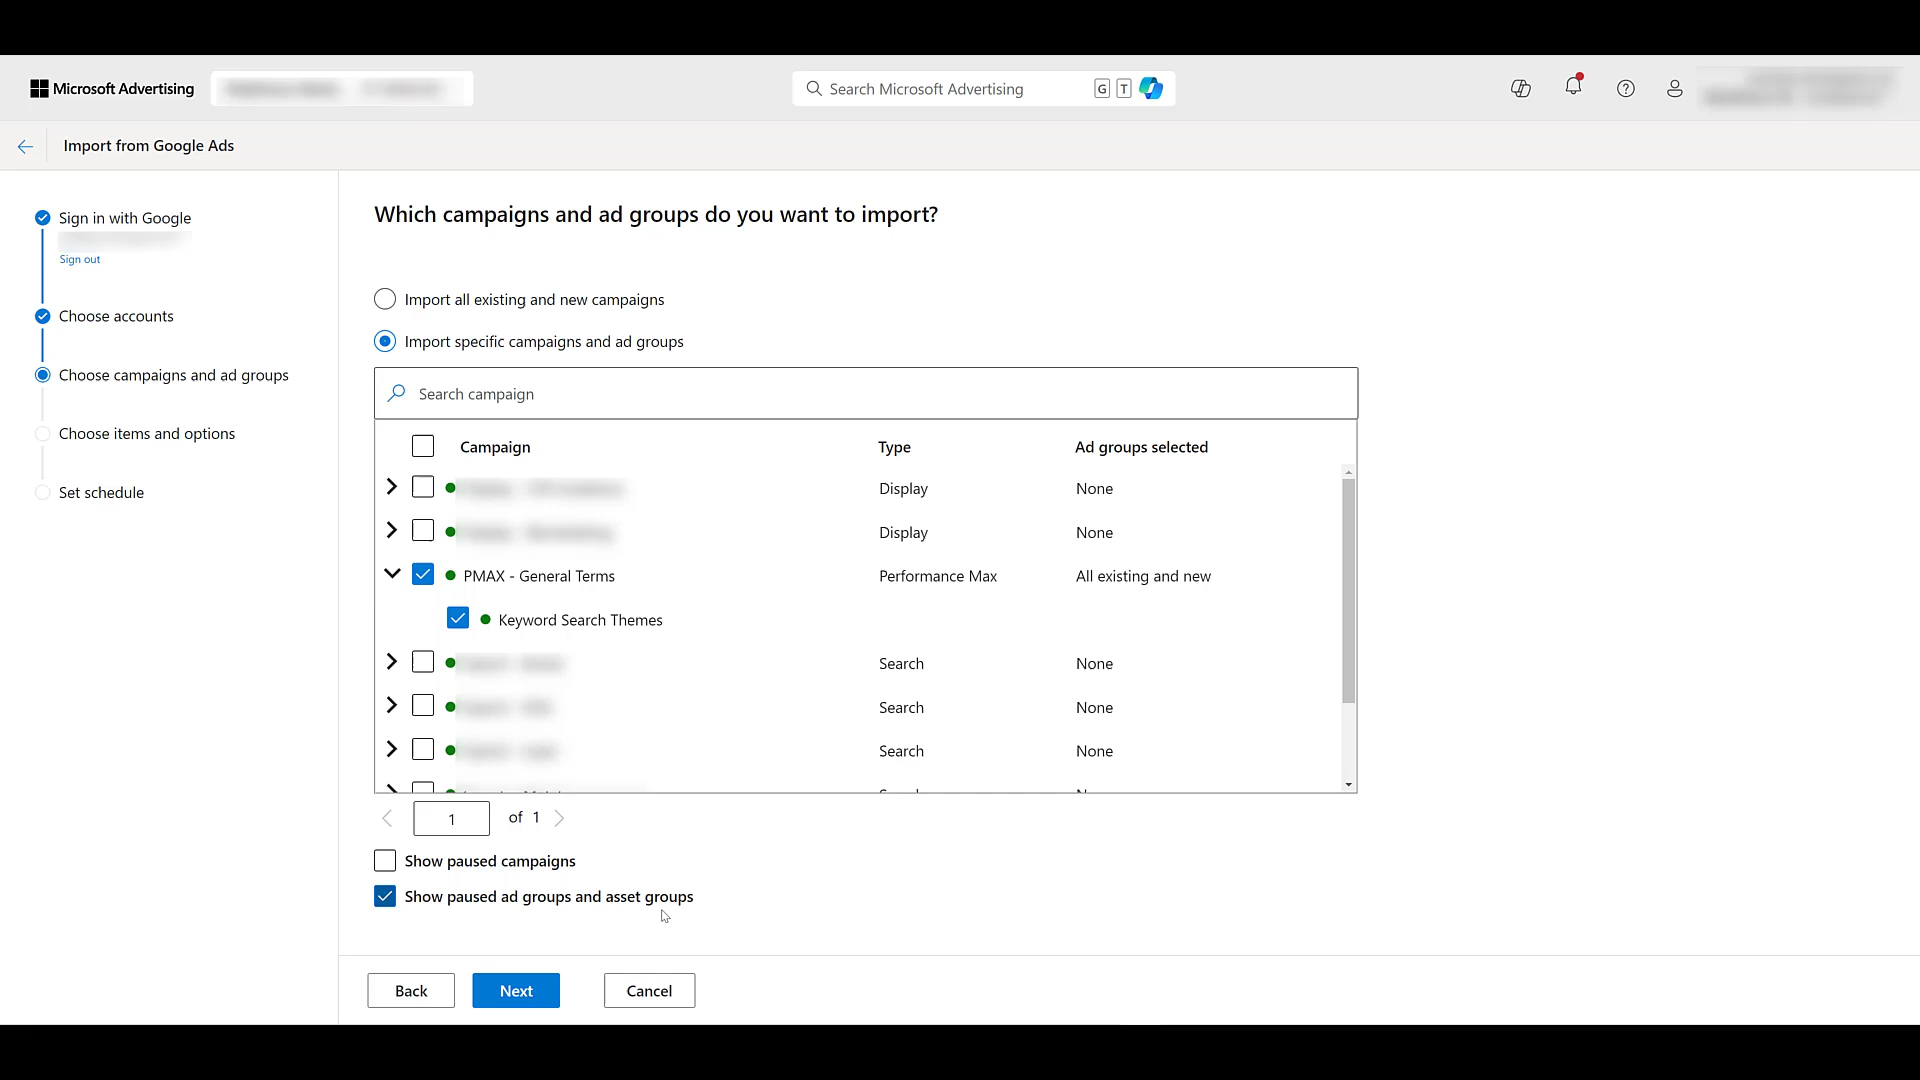 Microsoft Advertising
Search Microsoft Advertising G T
Import from Google Ads
Sign in with Google
Sign out
Choose accounts
Choose campaigns and ad groups
Choose items and options
Set schedule
Which campaigns and ad groups do you want to import?
Import all existing and new campaigns
Import specific campaigns and ad groups
Search campaign
Campaign Type Ad groups selected
Display None
Display None
PMAX - General Terms Performance Max All existing and new
Keyword Search Themes
Search None
Search None
Search None
1 of 1
Show paused campaigns
Show paused ad groups and asset groups
Back Next Cancel